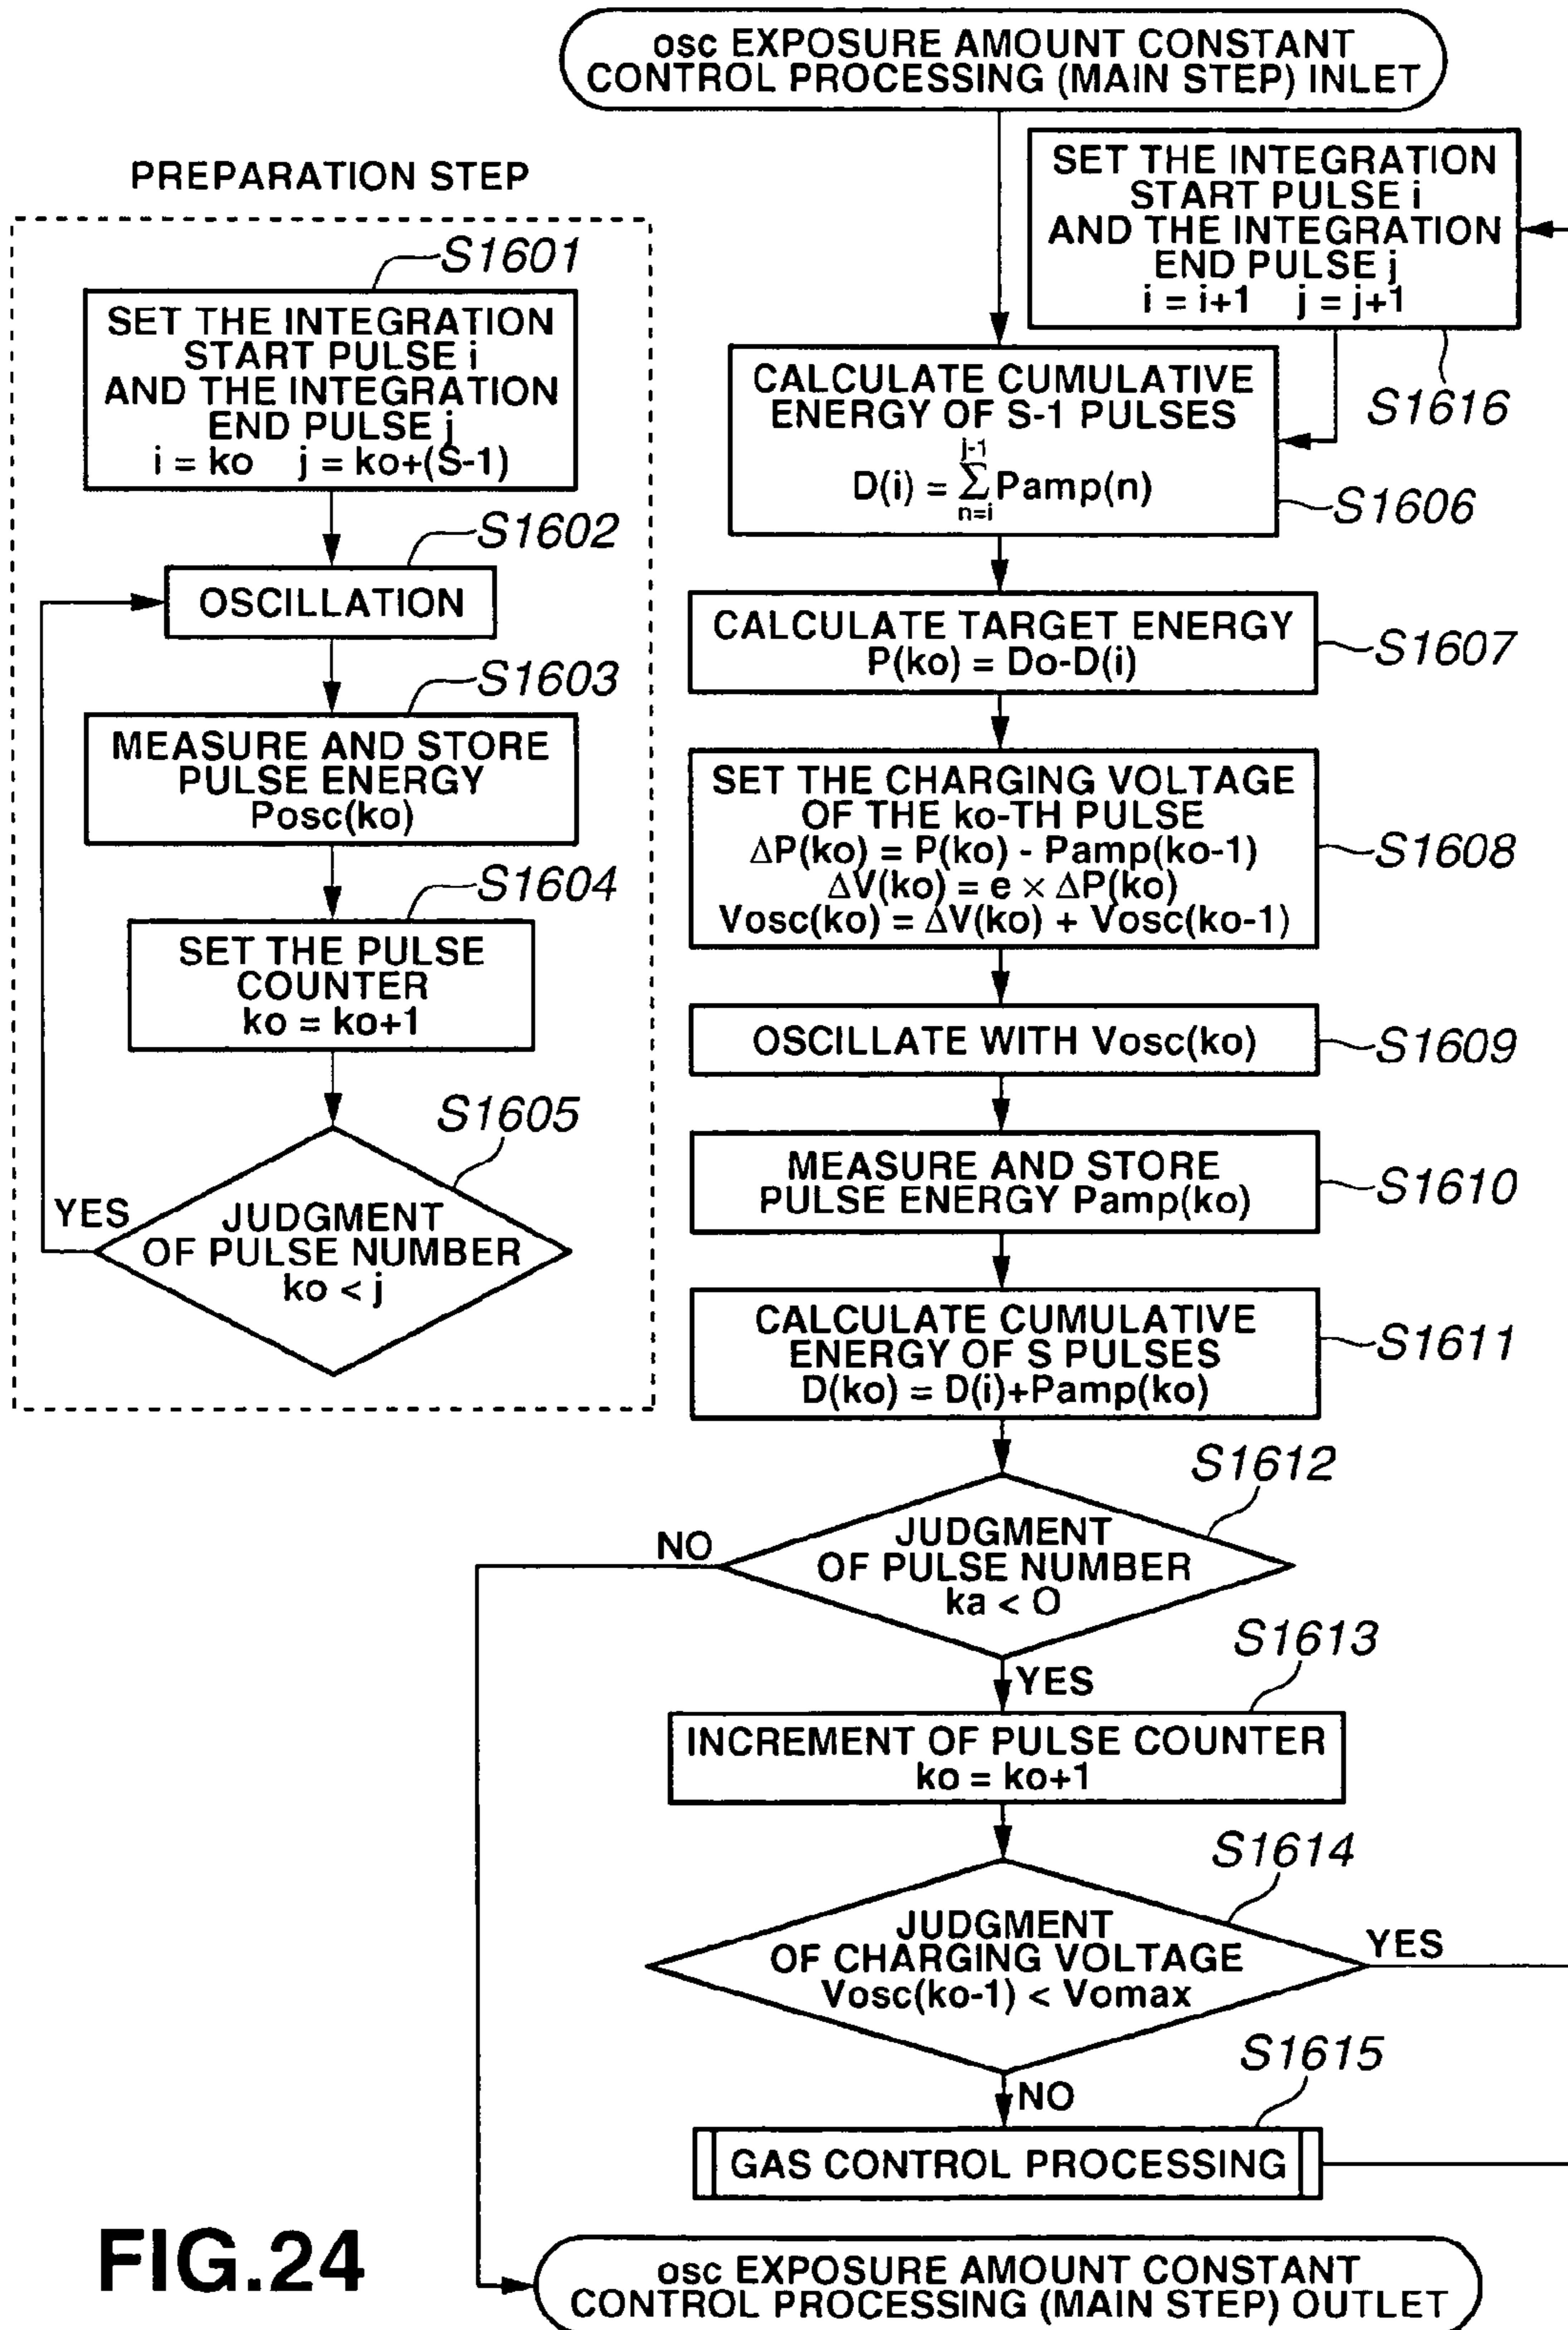 osc EXPOSURE AMOUNT CONSTANT
CONTROL PROCESSING (MAIN STEP) INLET
PREPARATION STEP
S1601
SET THE INTEGRATION
START PULSE i
AND THE INTEGRATION
END PULSE j
i = ko j = ko+(S-1)
S1602
OSCILLATION
S1603
MEASURE AND STORE
PULSE ENERGY
Posc(ko)
S1604
SET THE PULSE
COUNTER
ko = ko+1
S1605
YES
JUDGMENT
OF PULSE NUMBER
ko < j
SET THE INTEGRATION
START PULSE i
AND THE INTEGRATION
END PULSE j
i = i+1 j = j+1
S1616
CALCULATE CUMULATIVE
ENERGY OF S-1 PULSES
j-1
D(i) = Σ Pamp(n)
n=i
S1606
CALCULATE TARGET ENERGY
P(ko) = Do-D(i)
S1607
SET THE CHARGING VOLTAGE
OF THE ko-TH PULSE
ΔP(ko) = P(ko) - Pamp(ko-1)
ΔV(ko) = e × ΔP(ko)
Vosc(ko) = ΔV(ko) + Vosc(ko-1)
S1608
OSCILLATE WITH Vosc(ko)
S1609
MEASURE AND STORE
PULSE ENERGY Pamp(ko)
S1610
CALCULATE CUMULATIVE
ENERGY OF S PULSES
D(ko) = D(i)+Pamp(ko)
S1611
S1612
NO
JUDGMENT
OF PULSE NUMBER
ka < O
YES
S1613
INCREMENT OF PULSE COUNTER
ko = ko+1
S1614
JUDGMENT
OF CHARGING VOLTAGE
Vosc(ko-1) < Vomax
YES
NO
S1615
GAS CONTROL PROCESSING
osc EXPOSURE AMOUNT CONSTANT
CONTROL PROCESSING (MAIN STEP) OUTLET
FIG.24